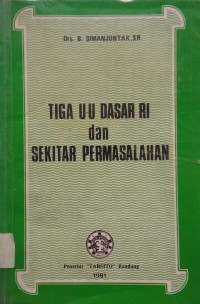 Drs. B. SIMANJUNTAK, SH
TIGA U-U DASAR RI
dan
SEKITAR PERMASALAHAN
Penerbit "TARSITO" Bandung
1981